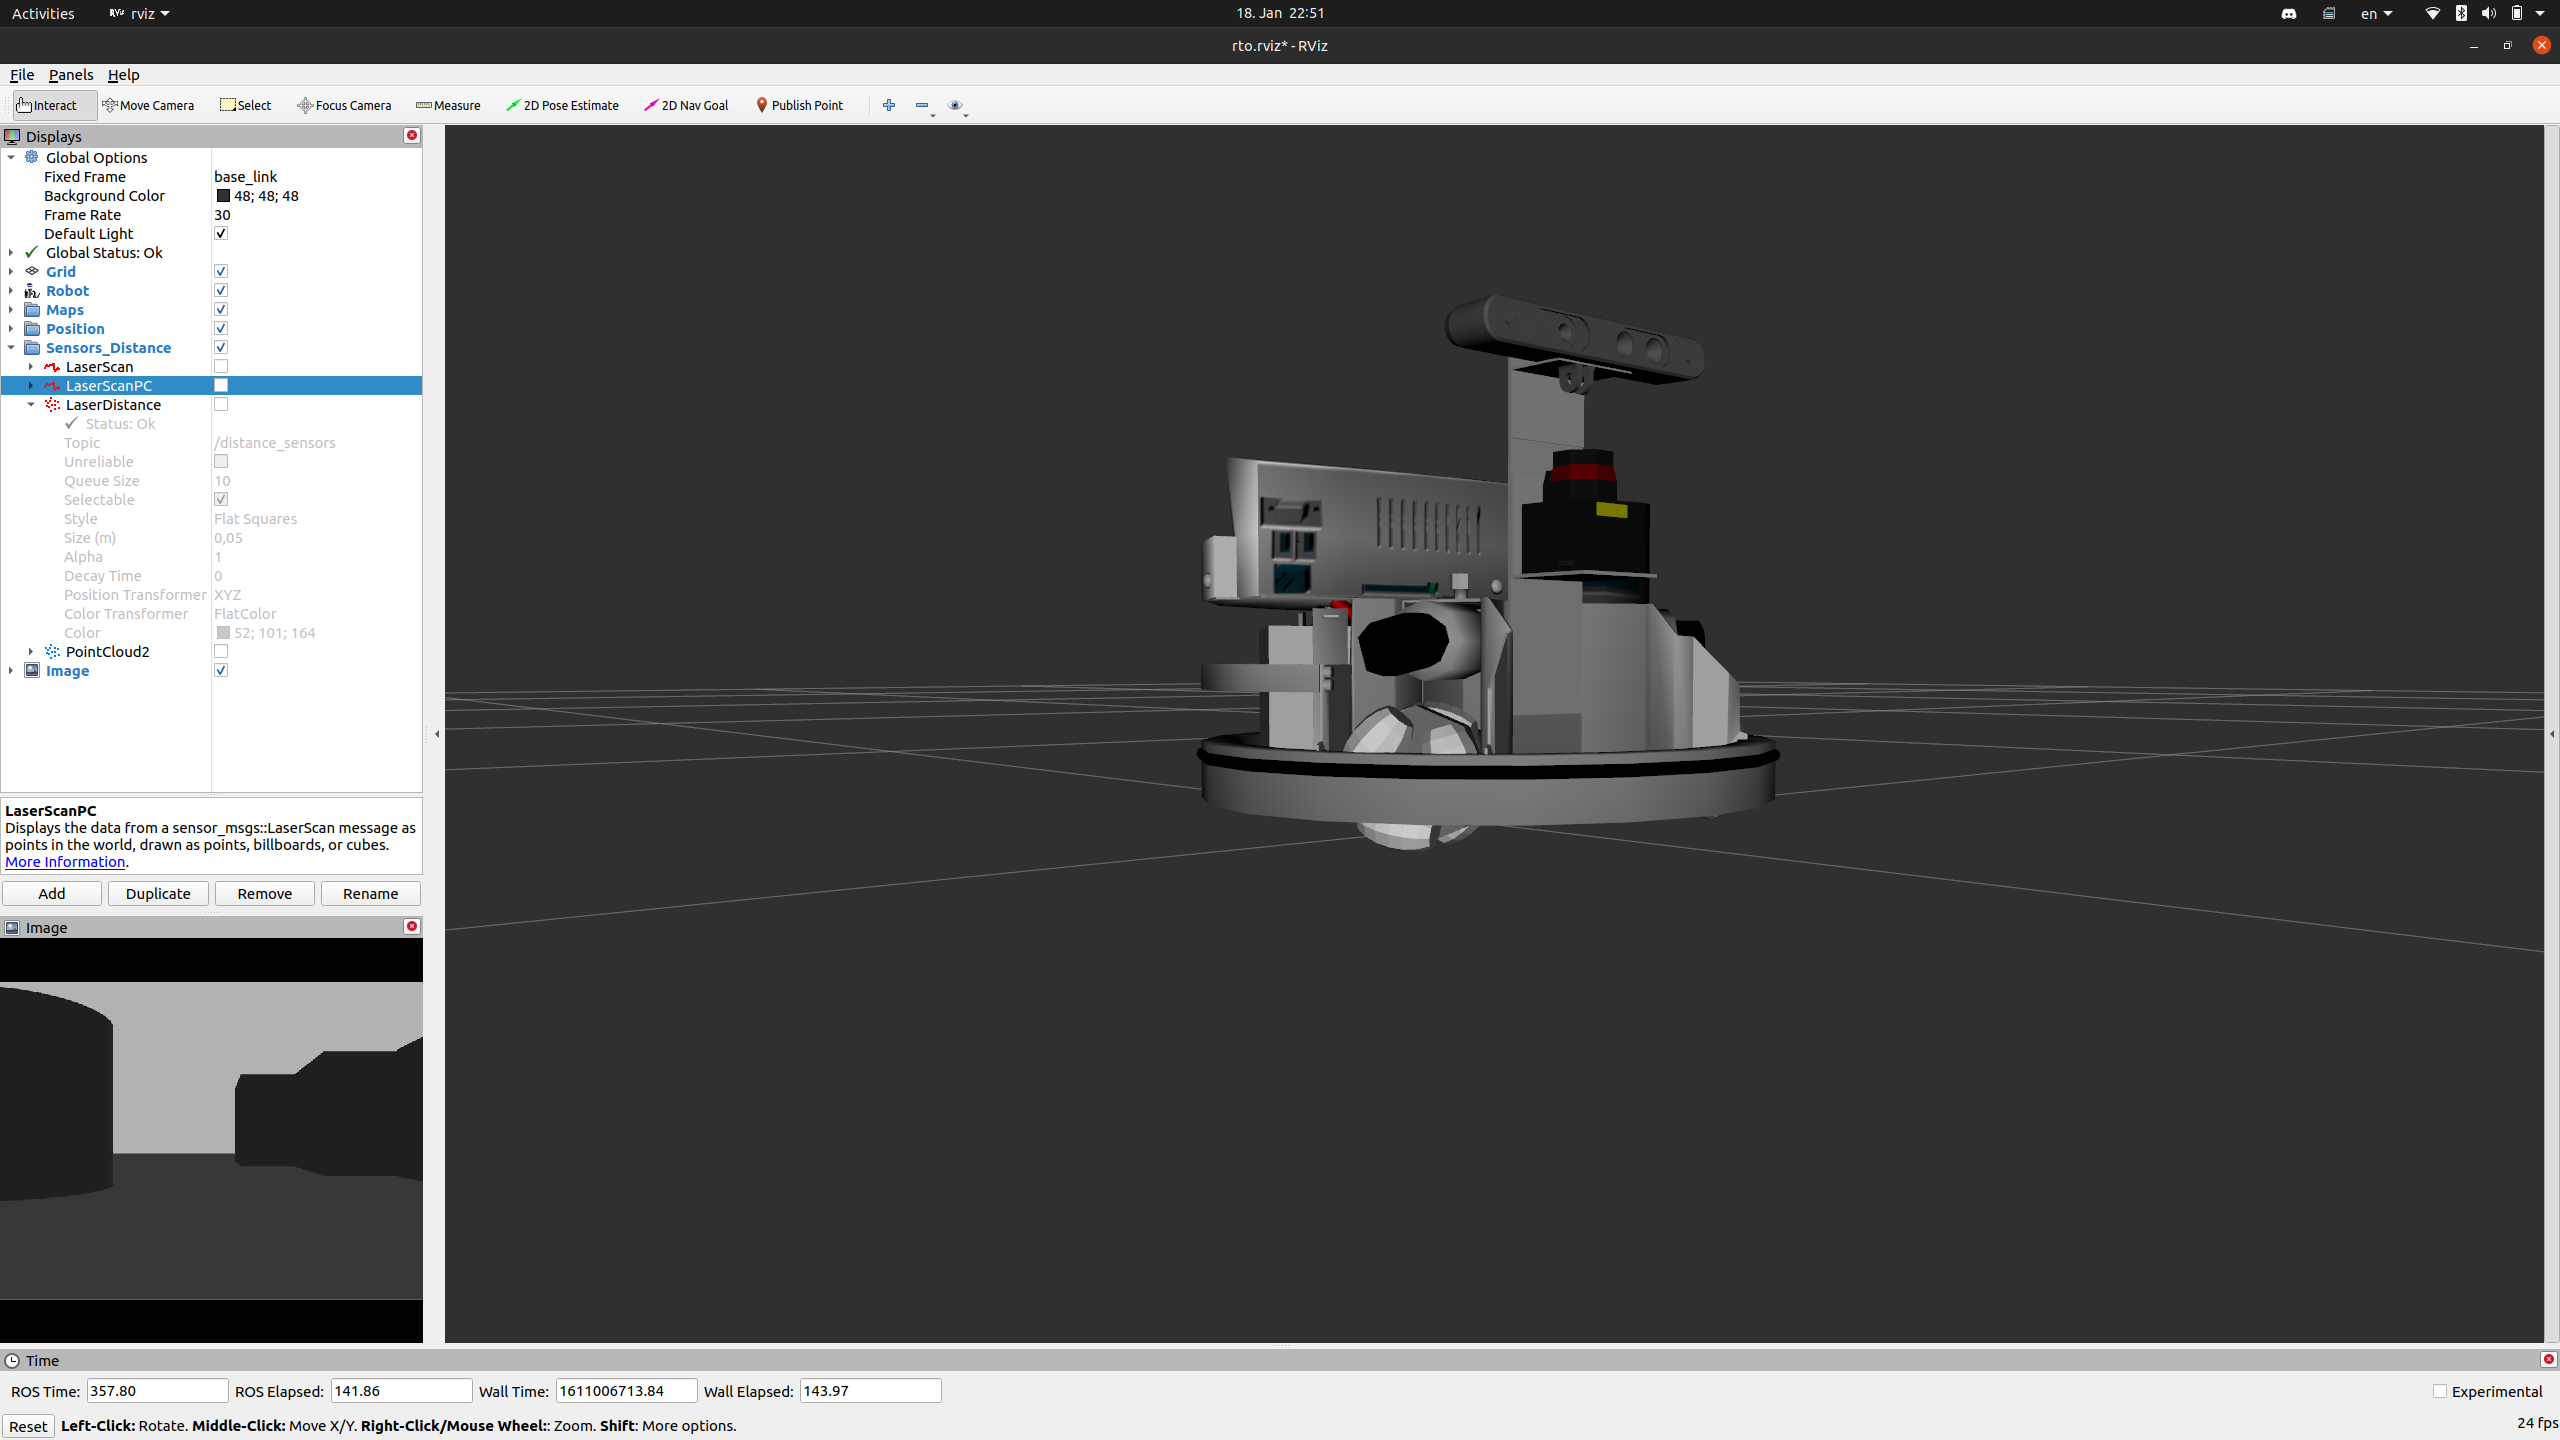 Activities RViz rviz 18. Jan 22:51 en
rto.rviz* - RViz
File Panels Help
Interact Move Camera Select Focus Camera Measure 2D Pose Estimate 2D Nav Goal Publish Point
Displays
Global Options
Fixed Frame base_link
Background Color 48; 48; 48
Frame Rate 30
Default Light
Global Status: Ok
Grid
Robot
Maps
Position
Sensors_Distance
LaserScan
LaserScanPC
LaserDistance
Status: Ok
Topic /distance_sensors
Unreliable
Queue Size 10
Selectable
Style Flat Squares
Size (m) 0,05
Alpha 1
Decay Time 0
Position Transformer XYZ
Color Transformer FlatColor
Color 52; 101; 164
PointCloud2
Image
LaserScanPC
Displays the data from a sensor_msgs::LaserScan message as
points in the world, drawn as points, billboards, or cubes.
More Information.
Add Duplicate Remove Rename
Image
Time
ROS Time: 357.80 ROS Elapsed: 141.86 Wall Time: 1611006713.84 Wall Elapsed: 143.97 Experimental
Reset Left-Click: Rotate. Middle-Click: Move X/Y. Right-Click/Mouse Wheel:: Zoom. Shift: More options. 24 fps